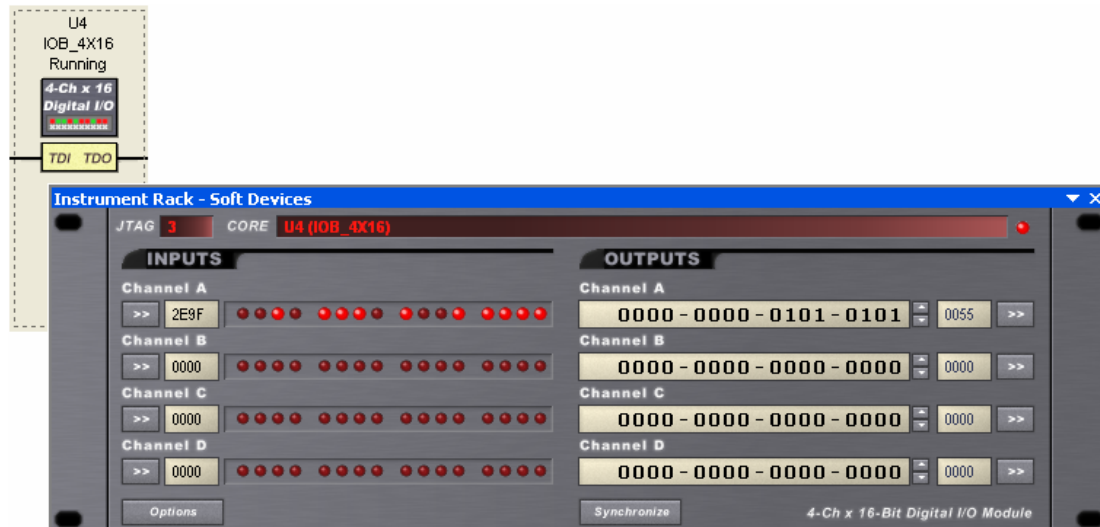 U4
IOB_4X16
Running
4-Ch x 16
Digital I/O
TDI TDO
Instrument Rack - Soft Devices
JTAG 3 CORE U4 (IOB_4X16)
INPUTS OUTPUTS
Channel A Channel A
>> 2E9F 0000-0000-0101-0101 0055 >>
Channel B Channel B
>> 0000 0000-0000-0000-0000 0000 >>
Channel C Channel C
>> 0000 0000-0000-0000-0000 0000 >>
Channel D Channel D
>> 0000 0000-0000-0000-0000 0000 >>
Options Synchronize 4-Ch x 16-Bit Digital I/O Module